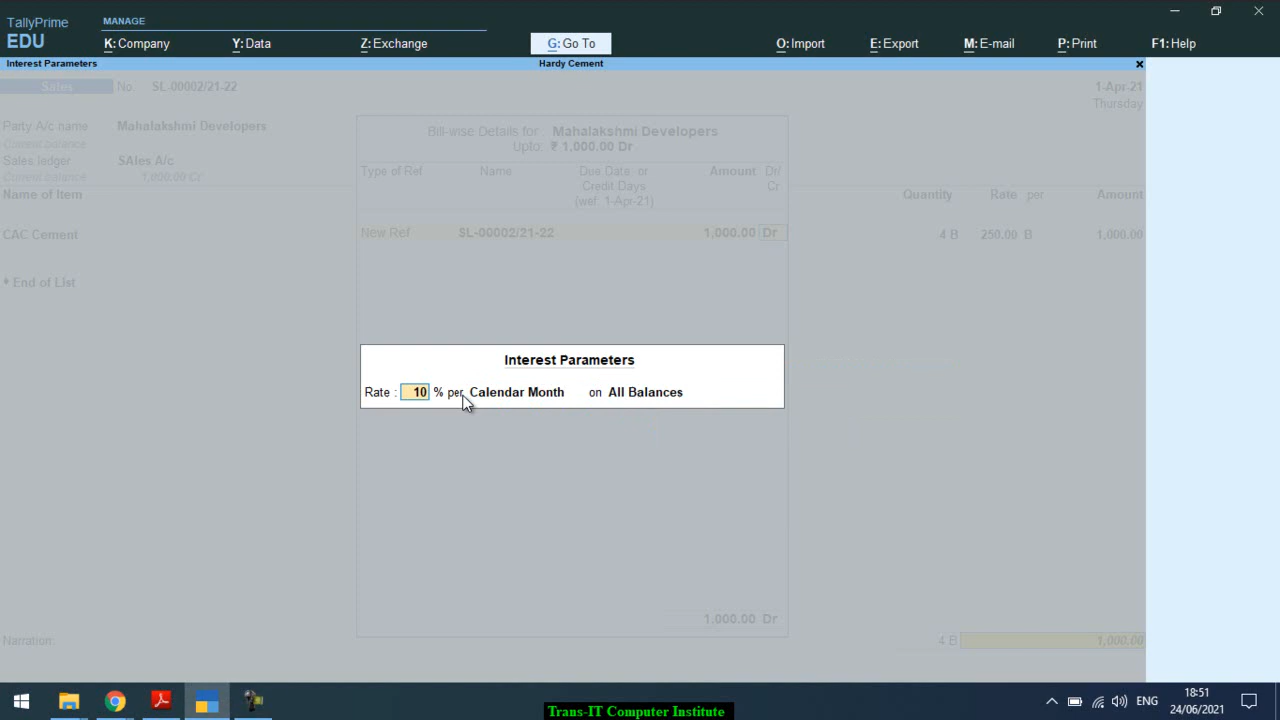 TallyPrime
EDU
MANAGE
K: Company
Y: Data
Z: Exchange
G: Go To
O: Import
E: Export
M: E-mail
P: Print
F1: Help
Interest Parameters
Hardy Cement
Sales No. SL-00002/21-22
1-Apr-21
Thursday
Party A/c name Mahalakshmi Developers
Current balance
Sales ledger SAles A/c
Current balance 1,000.00 Cr
Name of Item Quantity Rate per Amount
CAC Cement 4 B 250.00 B 1,000.00
End of List
Bill-wise Details for : Mahalakshmi Developers
Upto: ₹ 1,000.00 Dr
Type of Ref Name Due Date, or Amount Dr/
Credit Days Cr
(wef: 1-Apr-21)
New Ref SL-00002/21-22 1,000.00 Dr
Interest Parameters
Rate : 10 % per Calendar Month on All Balances
1,000.00 Dr
Narration: 4 B 1,000.00
ENG
18:51
24/06/2021
Trans-IT Computer Institute